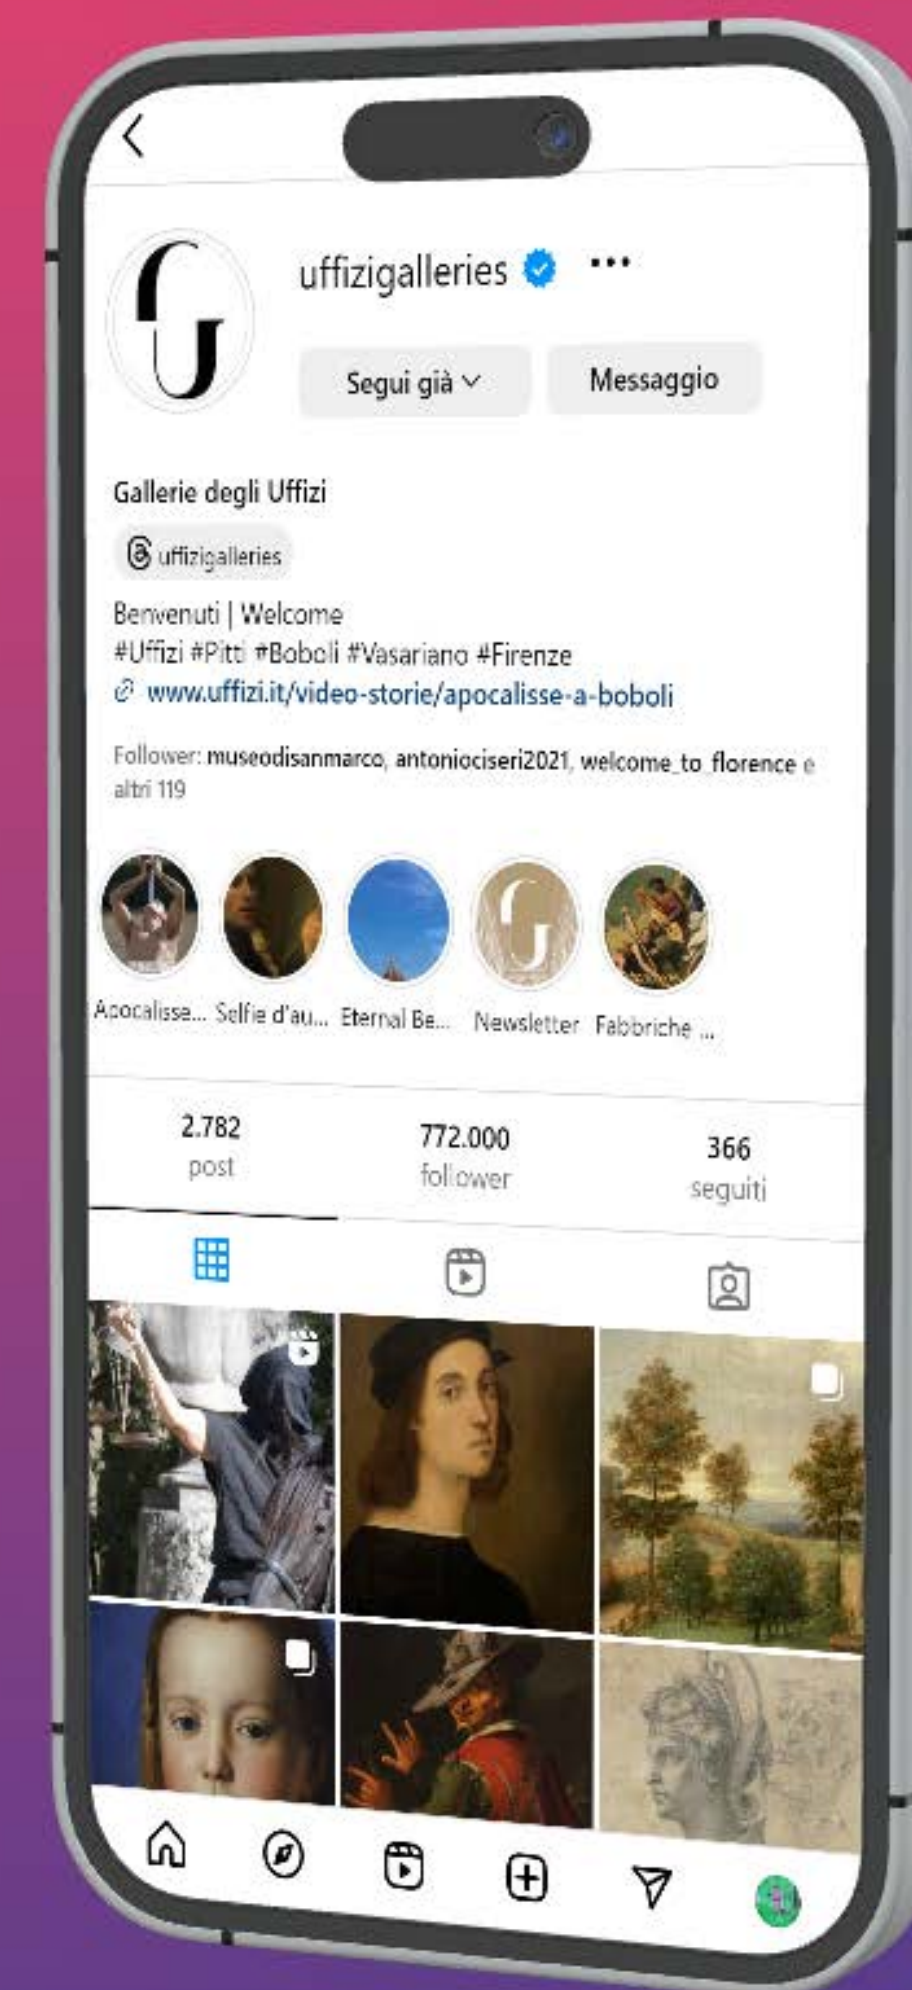 uffizigalleries
Segui già
Messaggio
Gallerie degli Uffizi
uffizigalleries
Benvenuti | Welcome
#Uffizi #Pitti #Boboli #Vasariano #Firenze
www.uffizi.it/video-storie/apocalisse-a-boboli
Follower: museodisanmarco, antoniociseri2021, welcome_to_florence e
altri 119
Apocalisse... Selfie d'au... Eternal Be... Newsletter Fabbriche ...
2.782 772.000 366
post follower seguiti